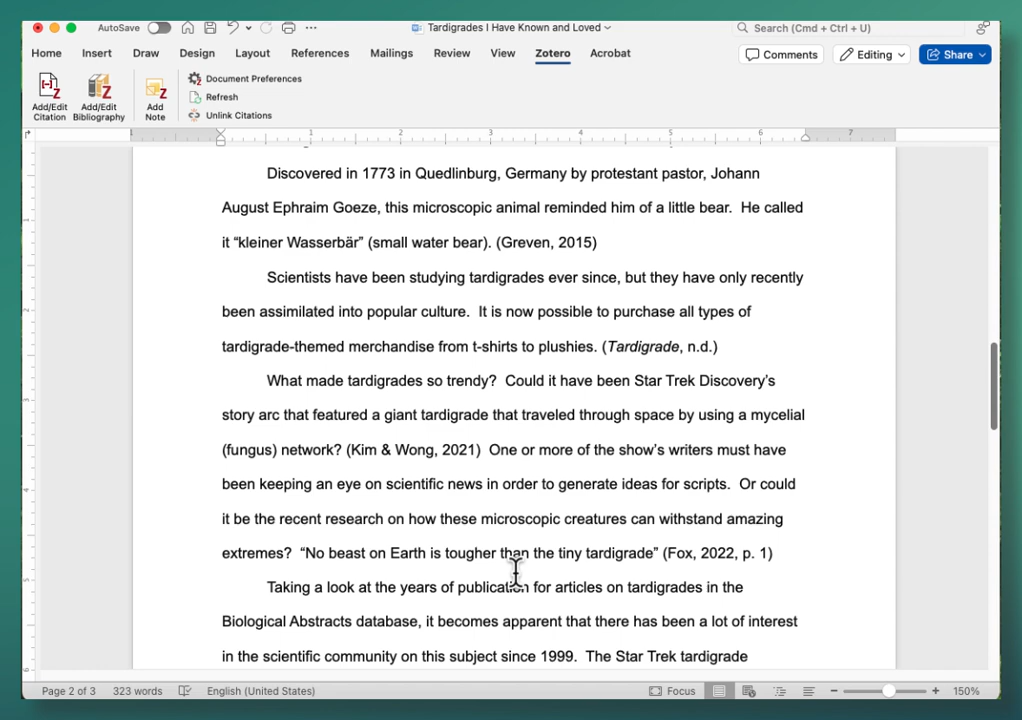 AutoSave
Tardigrades I Have Known and Loved
Search (Cmd + Ctrl + U)
Home Insert Draw Design Layout References Mailings Review View Zotero Acrobat
Comments Editing Share
Add/Edit Citation
Add/Edit Bibliography
Add Note
Document Preferences
Refresh
Unlink Citations
1 1 2 3 4 5 6 7
Discovered in 1773 in Quedlinburg, Germany by protestant pastor, Johann
August Ephraim Goeze, this microscopic animal reminded him of a little bear.  He called
it “kleiner Wasserbär” (small water bear). (Greven, 2015)
Scientists have been studying tardigrades ever since, but they have only recently
been assimilated into popular culture.  It is now possible to purchase all types of
tardigrade-themed merchandise from t-shirts to plushies. (Tardigrade, n.d.)
What made tardigrades so trendy?  Could it have been Star Trek Discovery’s
story arc that featured a giant tardigrade that traveled through space by using a mycelial
(fungus) network? (Kim & Wong, 2021)  One or more of the show’s writers must have
been keeping an eye on scientific news in order to generate ideas for scripts.  Or could
it be the recent research on how these microscopic creatures can withstand amazing
extremes?  “No beast on Earth is tougher than the tiny tardigrade” (Fox, 2022, p. 1)
Taking a look at the years of publication for articles on tardigrades in the
Biological Abstracts database, it becomes apparent that there has been a lot of interest
in the scientific community on this subject since 1999.  The Star Trek tardigrade
Page 2 of 3 323 words English (United States) Focus 150%